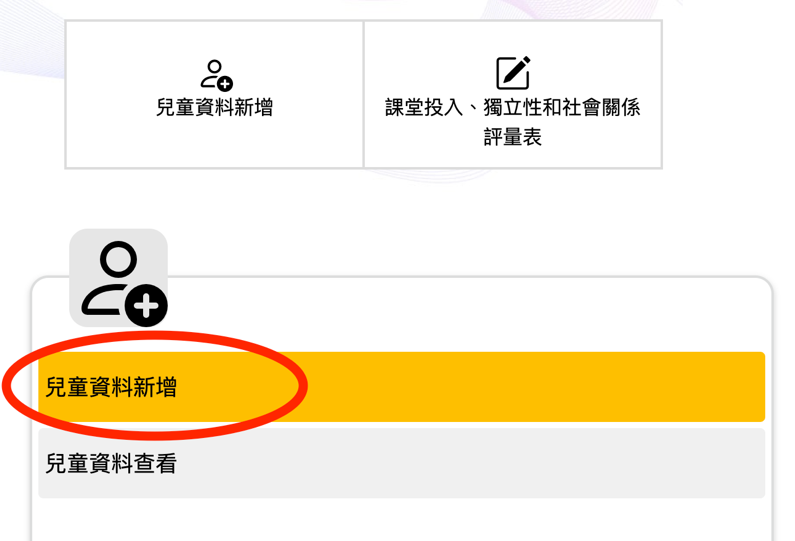 兒童資料新增
課堂投入、獨立性和社會關係
評量表
兒童資料新增
兒童資料查看